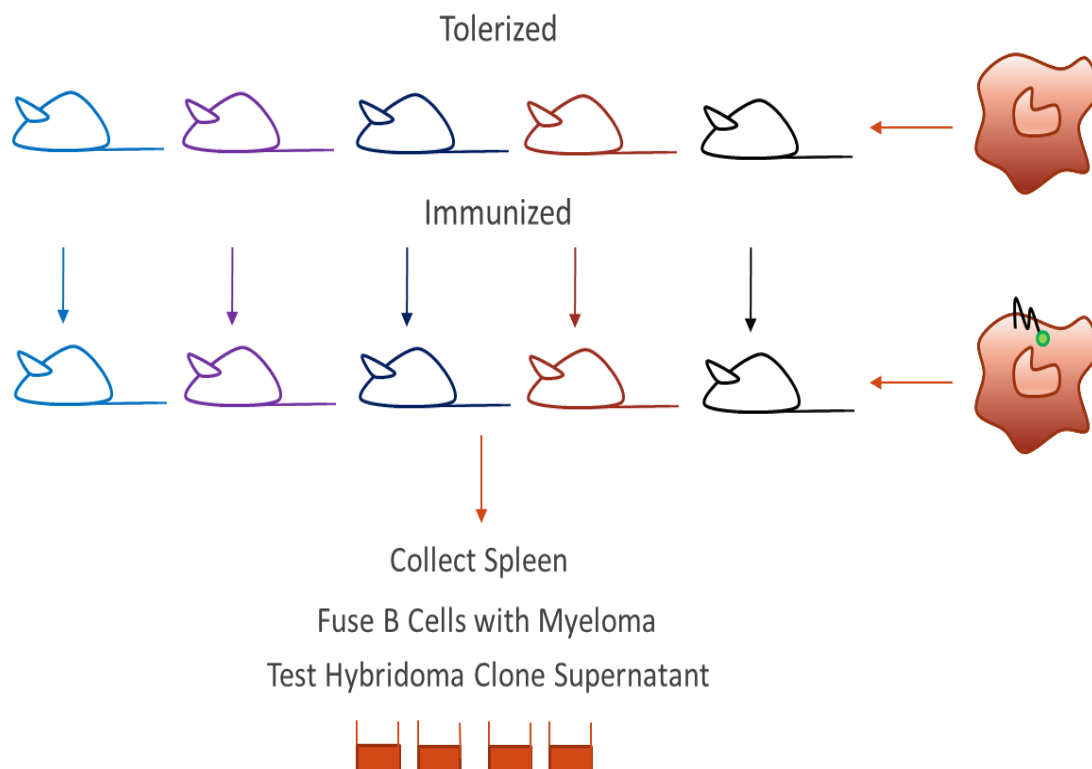 Tolerized
Immunized
Collect Spleen
Fuse B Cells with Myeloma
Test Hybridoma Clone Supernatant